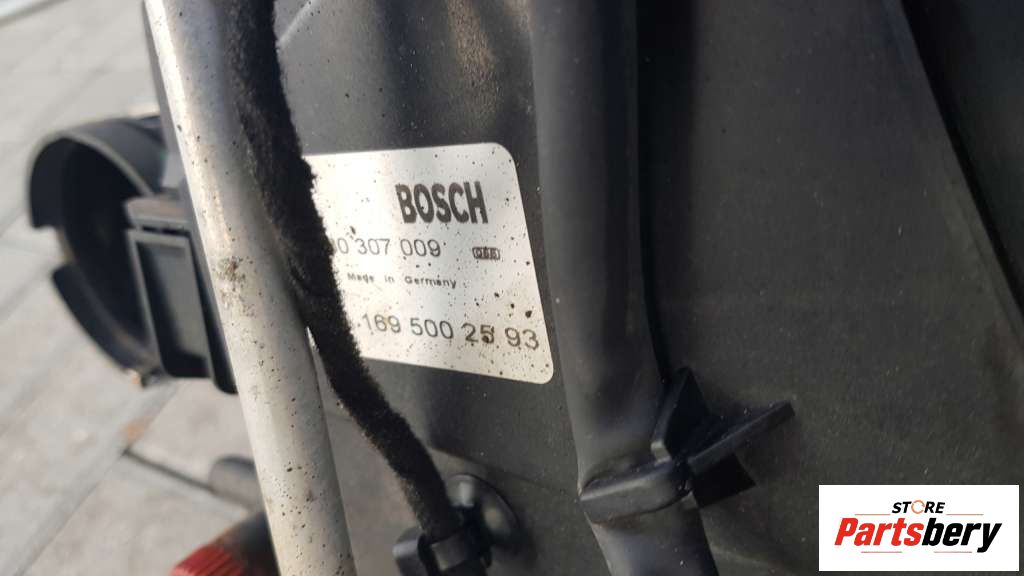 BOSCH
0 307 009
Made in Germany
169 500 25 93
STORE
Partsbery